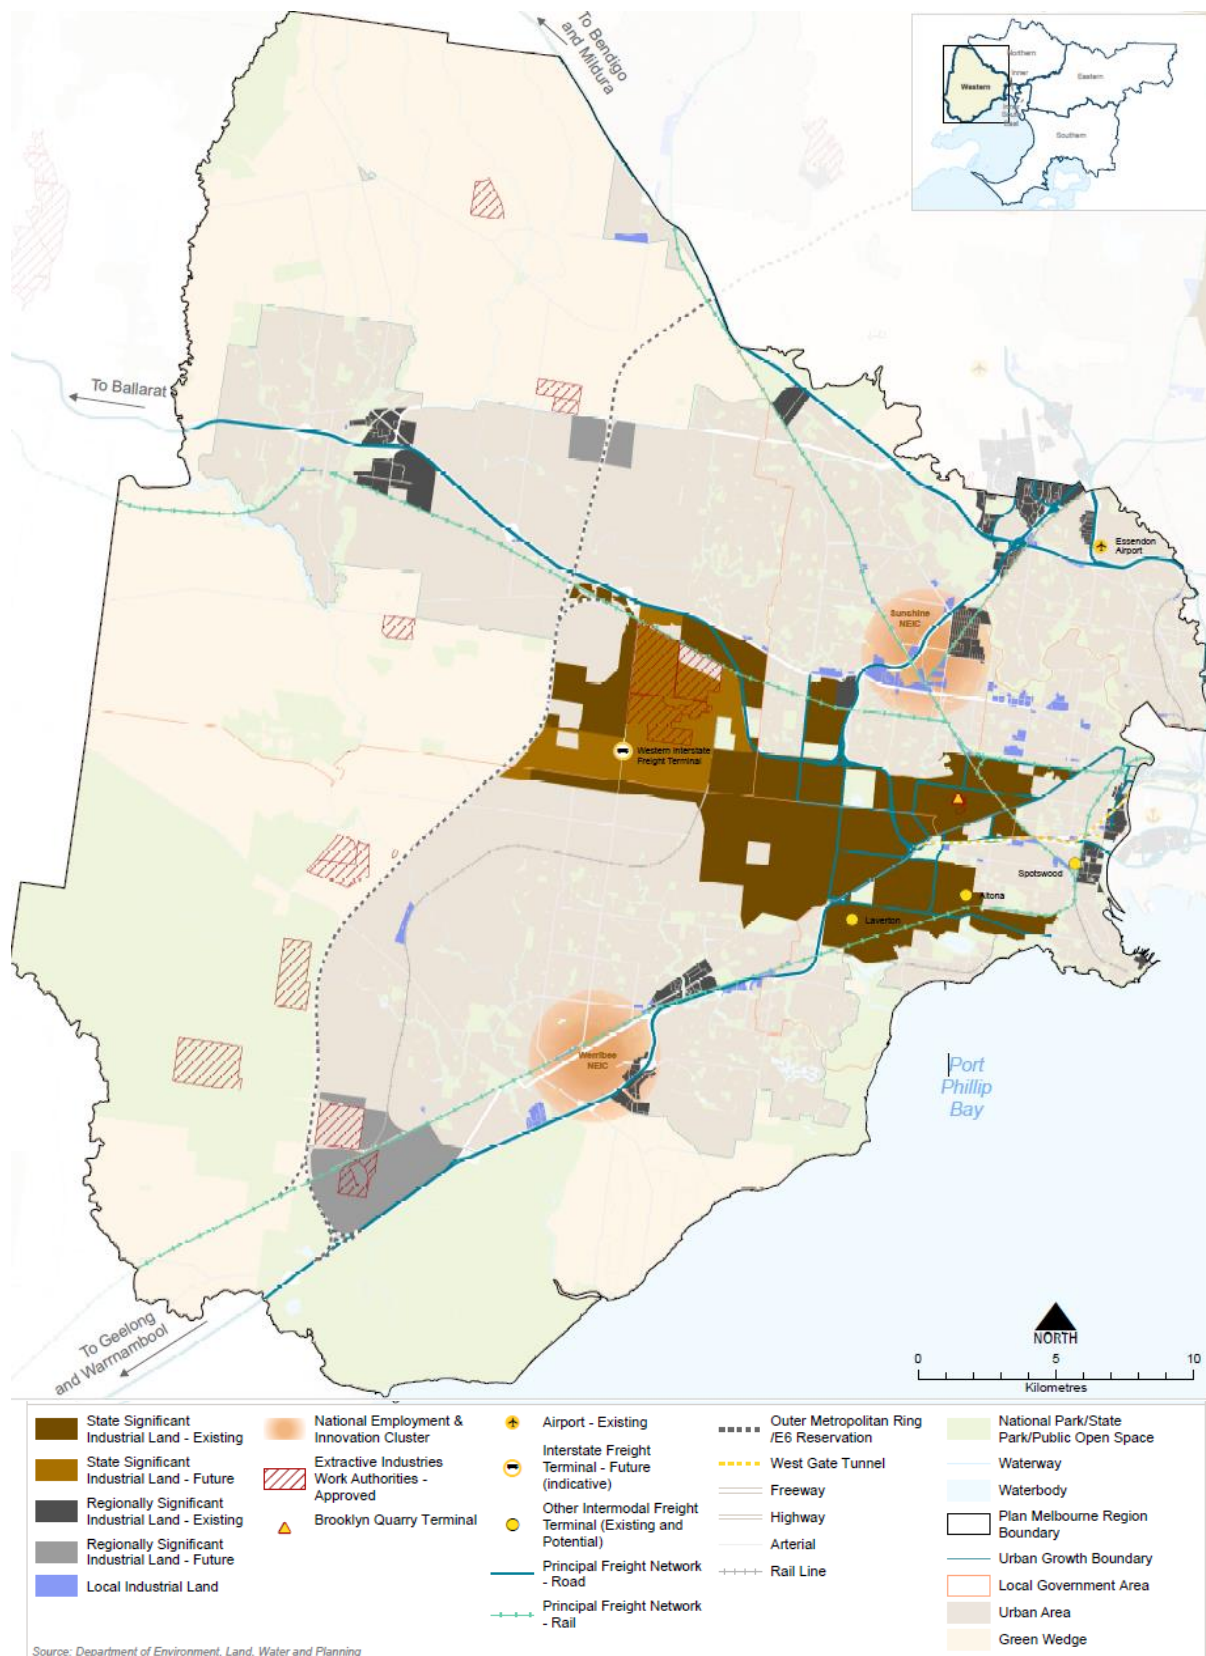 To Bendigo
and Mildura
Northern
Inner
Western
Eastern
Inner
South
East
Southern
To Ballarat
Essendon
Airport
Sunshine
NEIC
Western Interstate
Freight Terminal
Spotswood
Altona
Laverton
Werribee
NEIC
Port
Phillip
Bay
To Geelong
and Warrnambool
NORTH
0 5 10
Kilometres
State Significant
Industrial Land - Existing
State Significant
Industrial Land - Future
Regionally Significant
Industrial Land - Existing
Regionally Significant
Industrial Land - Future
Local Industrial Land
National Employment &
Innovation Cluster
Extractive Industries
Work Authorities -
Approved
Brooklyn Quarry Terminal
Airport - Existing
Interstate Freight
Terminal - Future
(indicative)
Other Intermodal Freight
Terminal (Existing and
Potential)
Principal Freight Network
- Road
Principal Freight Network
- Rail
Outer Metropolitan Ring
/E6 Reservation
West Gate Tunnel
Freeway
Highway
Arterial
Rail Line
National Park/State
Park/Public Open Space
Waterway
Waterbody
Plan Melbourne Region
Boundary
Urban Growth Boundary
Local Government Area
Urban Area
Green Wedge
Source: Department of Environment, Land, Water and Planning